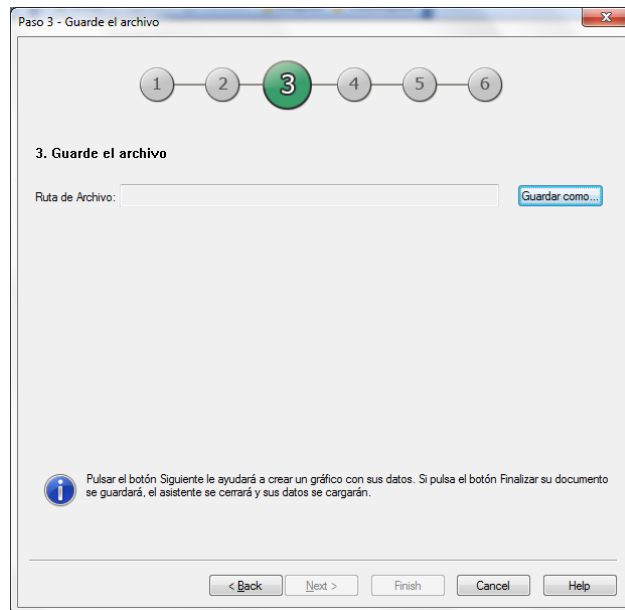 Paso 3 - Guarde el archivo
1 2 3 4 5 6
3. Guarde el archivo
Ruta de Archivo: Guardar como...
Pulsar el botón Siguiente le ayudará a crear un gráfico con sus datos. Si pulsa el botón Finalizar su documento
se guardará, el asistente se cerrará y sus datos se cargarán.
< Back Next > Finish Cancel Help